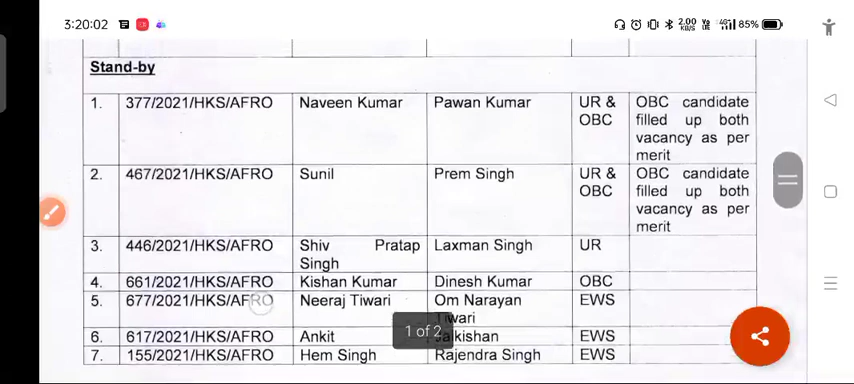 3:20:02 2.00 KB/S 4G 85%
Stand-by
1. 377/2021/HKS/AFRO Naveen Kumar Pawan Kumar UR & OBC candidate
OBC filled up both
vacancy as per
merit
2. 467/2021/HKS/AFRO Sunil Prem Singh UR & OBC candidate
OBC filled up both
vacancy as per
merit
3. 446/2021/HKS/AFRO Shiv Pratap Laxman Singh UR
Singh
4. 661/2021/HKS/AFRO Kishan Kumar Dinesh Kumar OBC
5. 677/2021/HKS/AFRO Neeraj Tiwari Om Narayan EWS
Tiwari
1 of 2
6. 617/2021/HKS/AFRO Ankit EWS
7. 155/2021/HKS/AFRO Hem Singh Rajendra Singh EWS